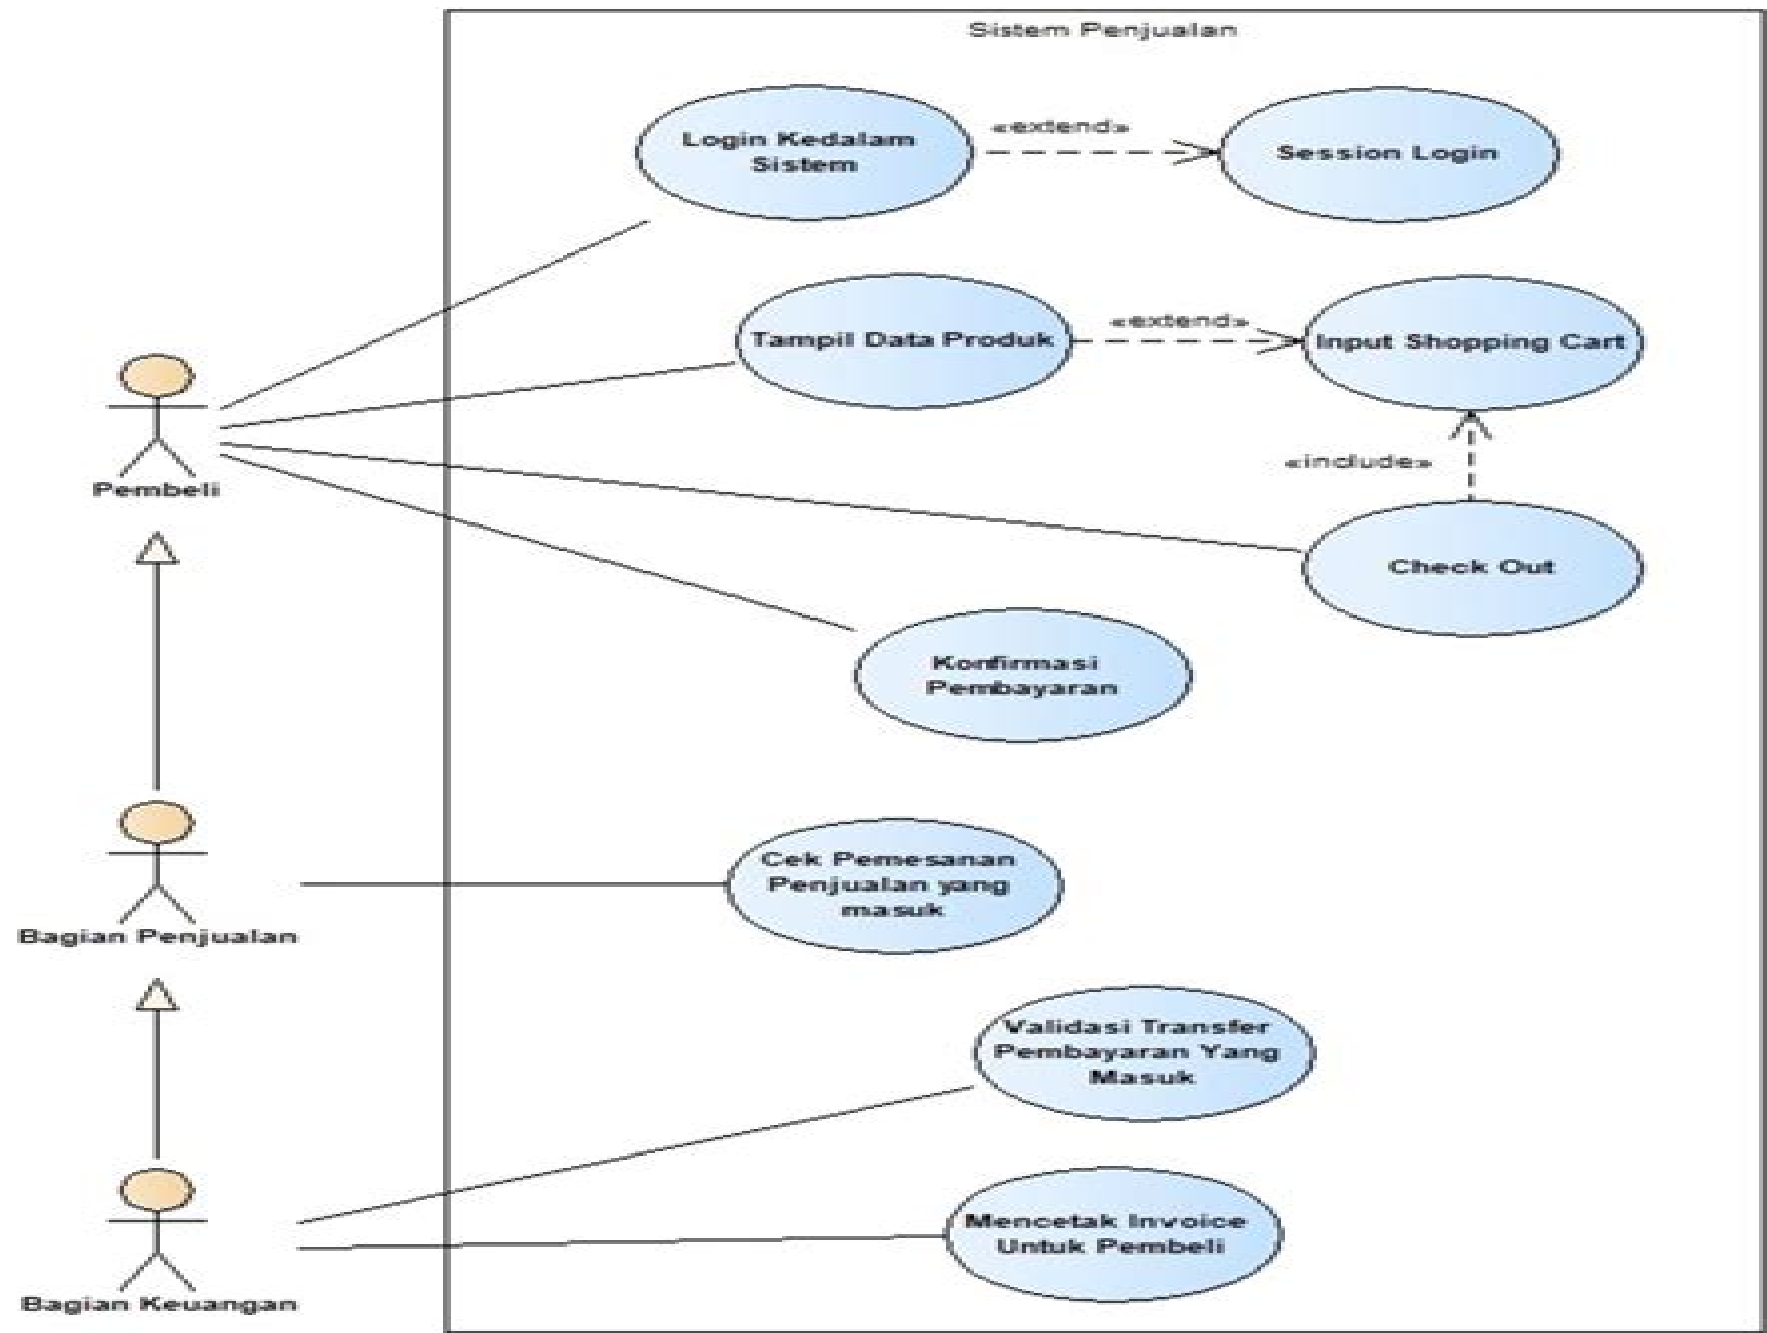 Sistem Penjualan
Login Kedalam
Sistem
«extend»
Session Login
Tampil Data Produk
«extend»
Input Shopping Cart
«include»
Pembeli
Check Out
Konfirmasi
Pembayaran
Cek Pemesanan
Penjualan yang
masuk
Bagian Penjualan
Validasi Transfer
Pembayaran Yang
Masuk
Mencetak Invoice
Untuk Pembeli
Bagian Keuangan